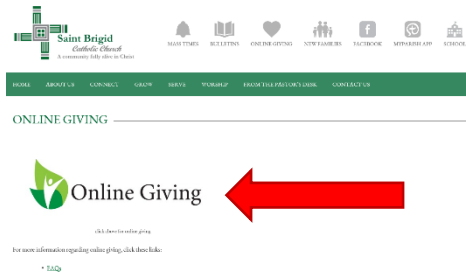 Saint Brigid
Catholic Church
A community fully alive in Christ
MASS TIMES BULLETINS ONLINE GIVING NEW FAMILIES FACEBOOK MYPARISH APP SCHOOL
HOME ABOUT US CONNECT GROW SERVE WORSHIP FROM THE PASTOR'S DESK CONTACT US
ONLINE GIVING
Online Giving
click above for online giving
For more information regarding online giving, click these links:
• FAQs